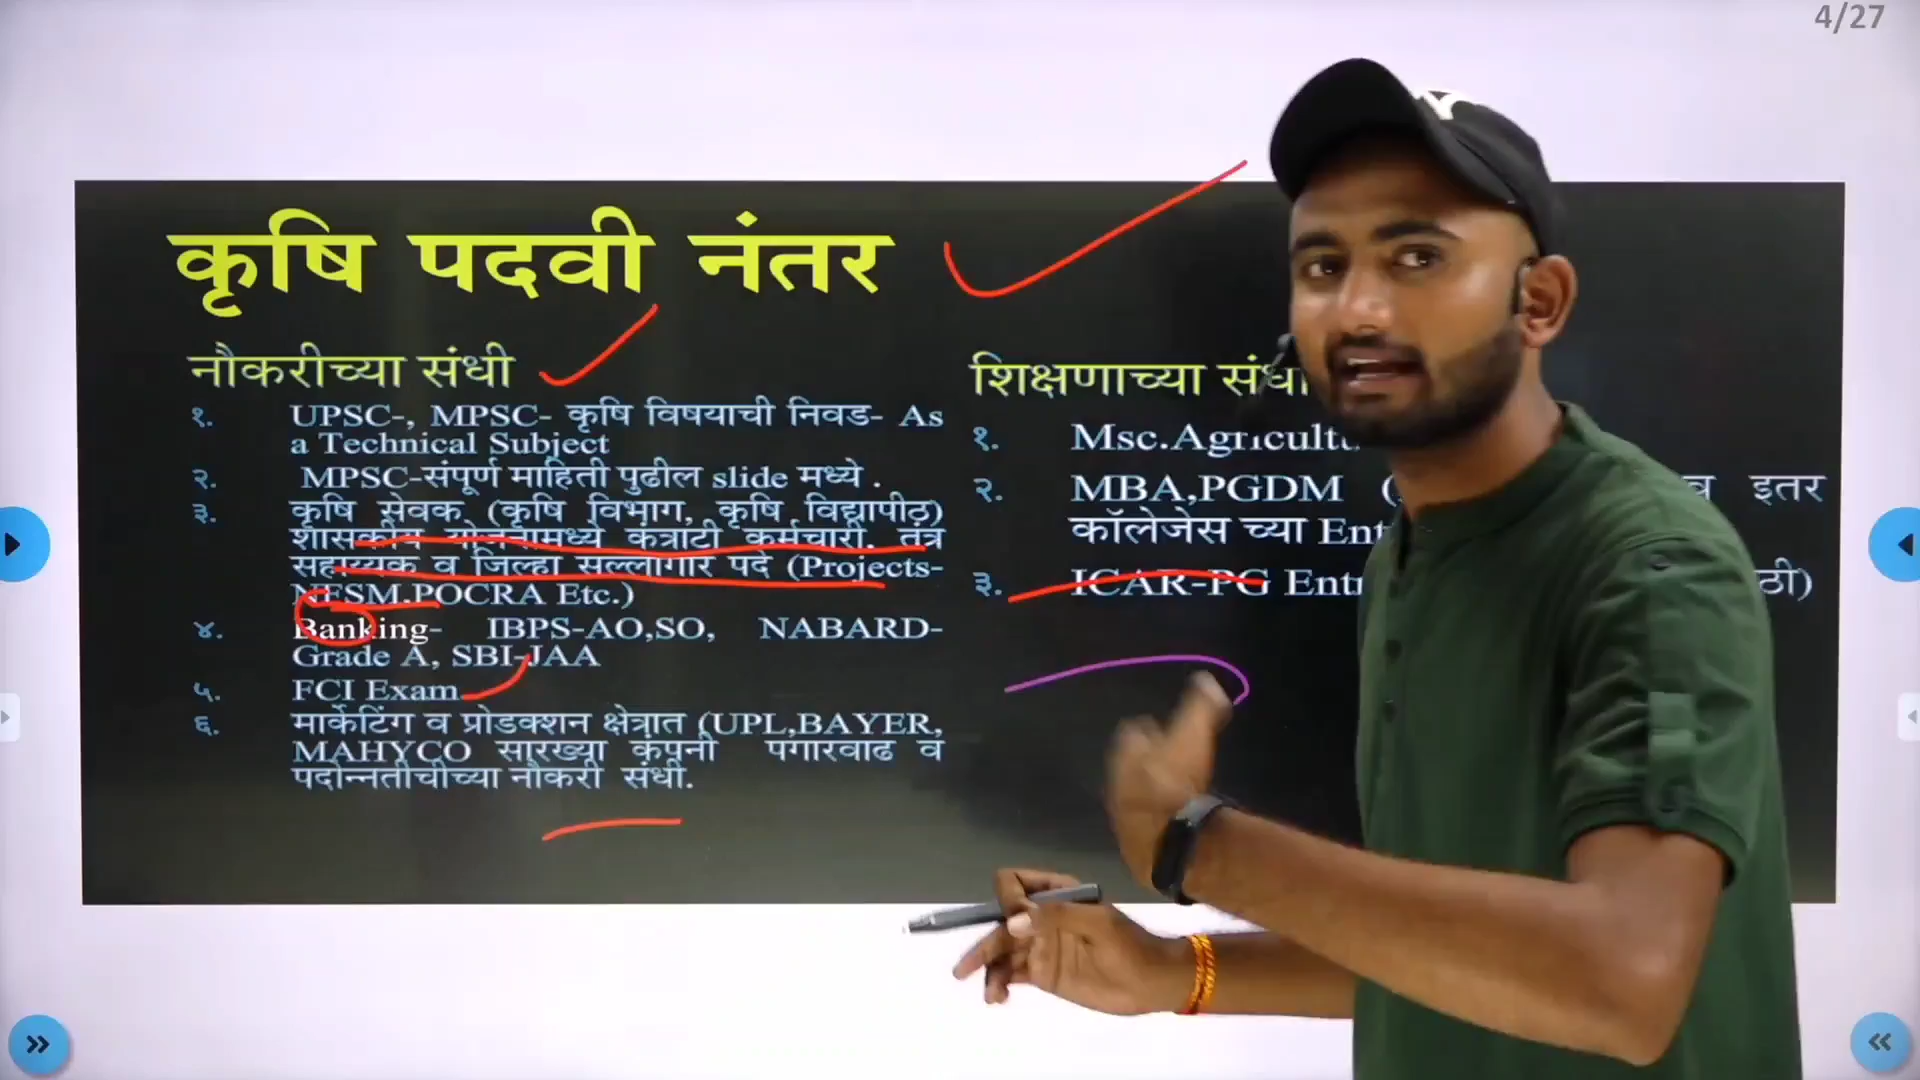 4/27
कृषि पदवी नंतर
नौकरीच्या संधी
१. UPSC-, MPSC- कृषि विषयाची निवड- As
a Technical Subject
२. MPSC-संपूर्ण माहिती पुढील slide मध्ये .
३. कृषि सेवक (कृषि विभाग, कृषि विद्यापीठ)
शासकीय योजनामध्ये कंत्राटी कर्मचारी, तंत्र
सहाय्यक व जिल्हा सल्लागार पदे (Projects-
NFSM.POCRA Etc.)
४. Banking- IBPS-AO,SO, NABARD-
Grade A, SBI-JAA
५. FCI Exam
६. मार्केटिंग व प्रोडक्शन क्षेत्रात (UPL,BAYER,
MAHYCO सारख्या कंपनी पगारवाढ व
पदोन्नतीचीच्या नौकरी संधी.
शिक्षणाच्या
१. Msc.
२. MBA,PGDM ( व इतर
कॉलेजेस च्या
३. ICAR-PG